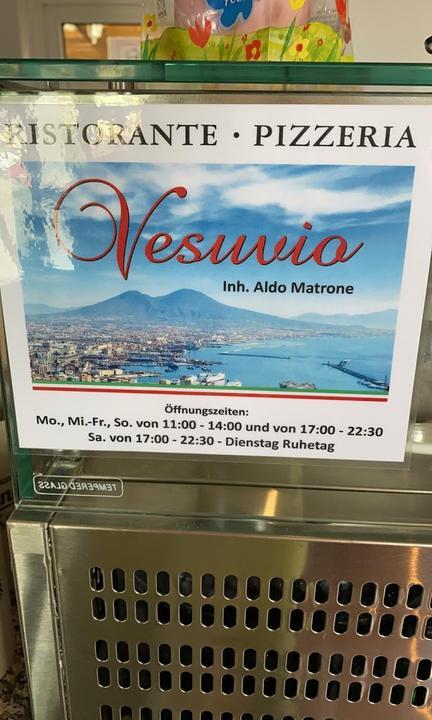 RISTORANTE · PIZZERIA
Vesuvio
Inh. Aldo Matrone
Öffnungszeiten:
Mo., Mi.-Fr., So. von 11:00 - 14:00 und von 17:00 - 22:30
Sa. von 17:00 - 22:30 - Dienstag Ruhetag
TEMPERED GLASS